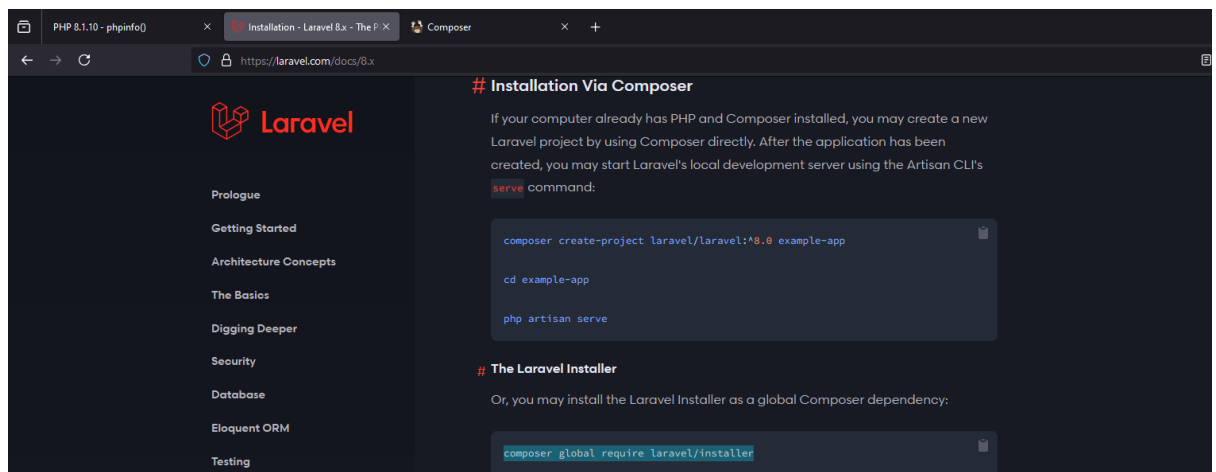 PHP 8.1.10 - phpinfo()
Installation - Laravel 8.x - The P
Composer
https://laravel.com/docs/8.x
Laravel
Prologue
Getting Started
Architecture Concepts
The Basics
Digging Deeper
Security
Database
Eloquent ORM
Testing
# Installation Via Composer
If your computer already has PHP and Composer installed, you may create a new
Laravel project by using Composer directly. After the application has been
created, you may start Laravel's local development server using the Artisan CLI's
serve command:
composer create-project laravel/laravel:^8.0 example-app
cd example-app
php artisan serve
# The Laravel Installer
Or, you may install the Laravel Installer as a global Composer dependency:
composer global require laravel/installer